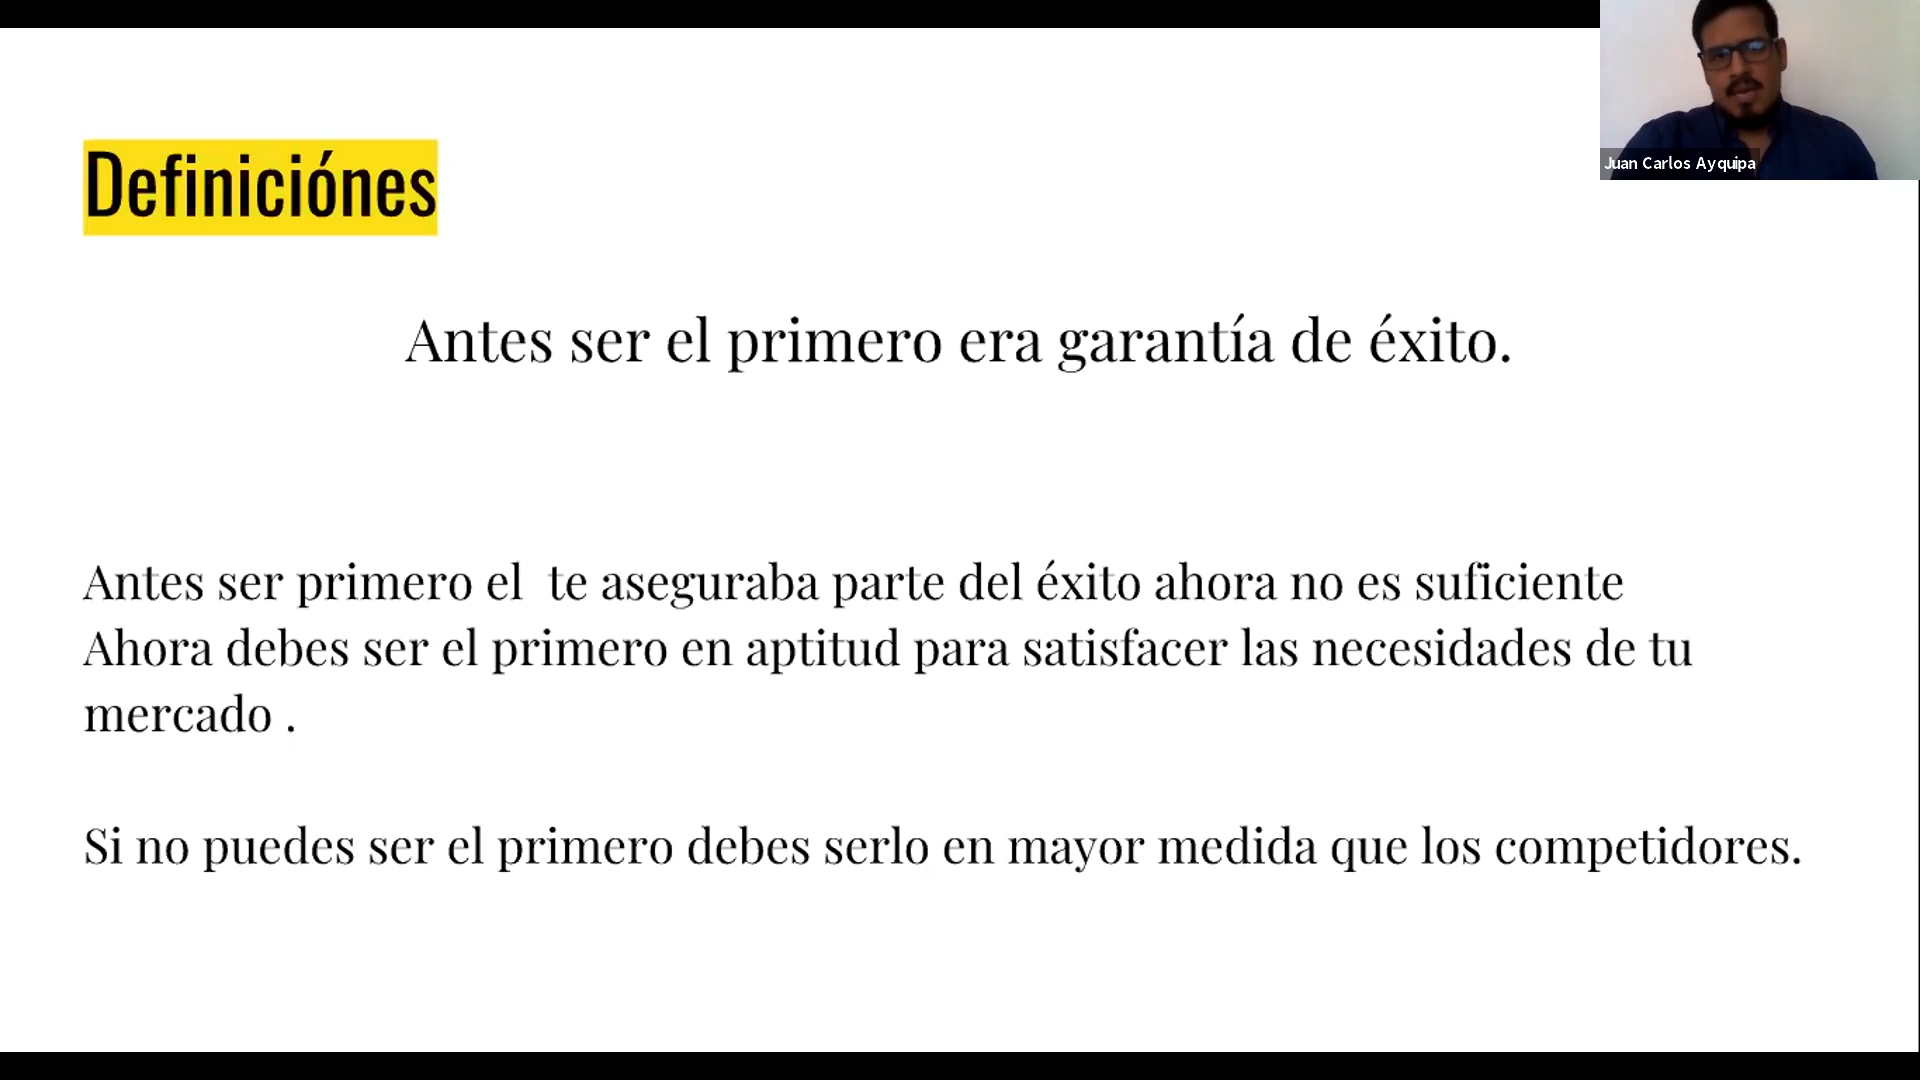 Juan Carlos Ayquipa
Definiciónes
Antes ser el primero era garantía de éxito.
Antes ser primero el  te aseguraba parte del éxito ahora no es suficiente
Ahora debes ser el primero en aptitud para satisfacer las necesidades de tu
mercado .
Si no puedes ser el primero debes serlo en mayor medida que los competidores.